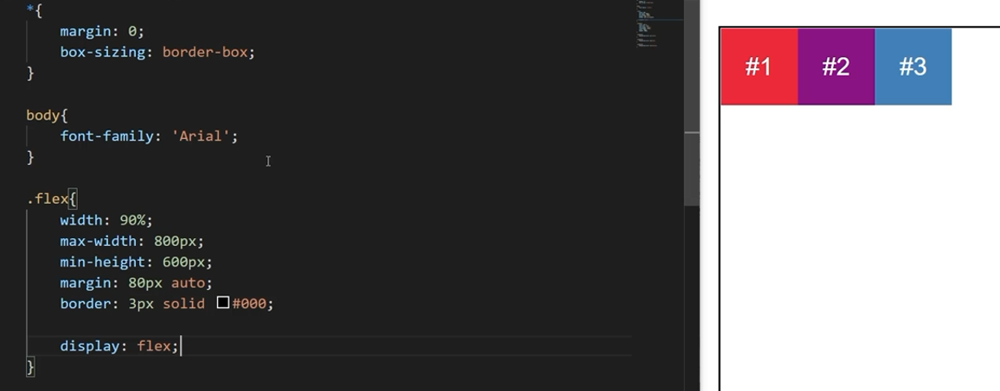 *{
margin: 0;
box-sizing: border-box;
}
body{
font-family: 'Arial';
}
.flex{
width: 90%;
max-width: 800px;
min-height: 600px;
margin: 80px auto;
border: 3px solid #000;
display: flex;
}
#1 #2 #3